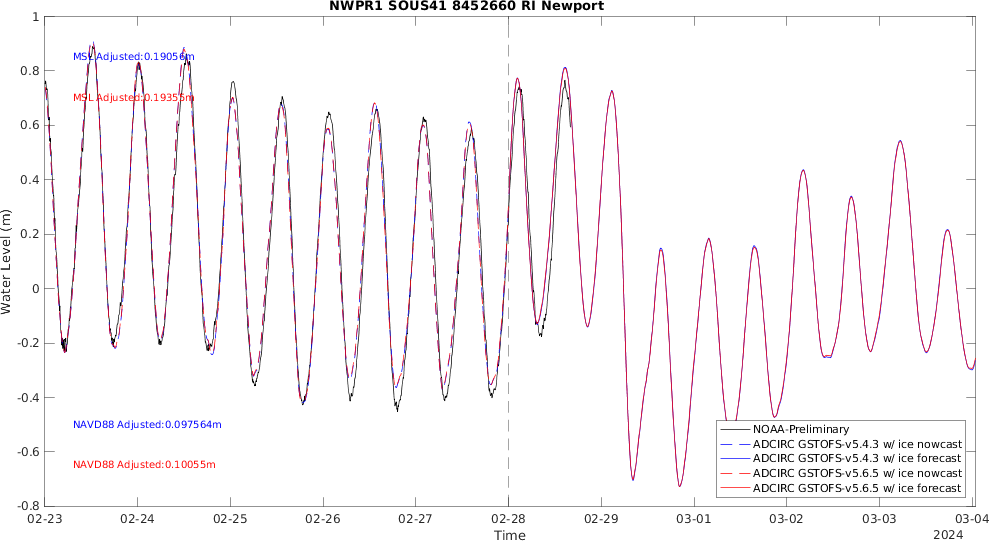 NWPR1 SOUS41 8452660 RI Newport
1
0.8
0.6
0.4
0.2
0
-0.2
-0.4
-0.6
-0.8
Water Level (m)
MSL Adjusted:0.19056m
MSL Adjusted:0.19355m
NAVD88 Adjusted:0.097564m
NAVD88 Adjusted:0.10055m
NOAA-Preliminary
ADCIRC GSTOFS-v5.4.3 w/ ice nowcast
ADCIRC GSTOFS-v5.4.3 w/ ice forecast
ADCIRC GSTOFS-v5.6.5 w/ ice nowcast
ADCIRC GSTOFS-v5.6.5 w/ ice forecast
02-23 02-24 02-25 02-26 02-27 02-28 02-29 03-01 03-02 03-03 03-04
Time
2024